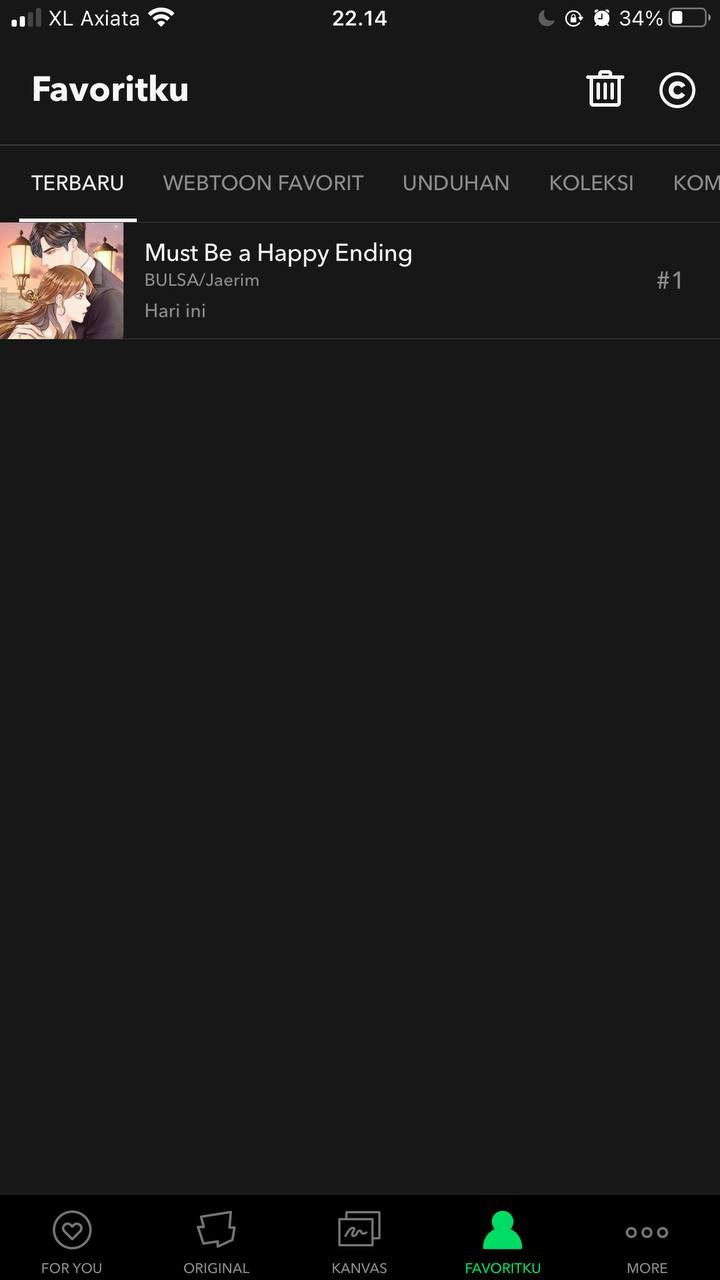 XL Axiata 22.14 34%
Favoritku
TERBARU WEBTOON FAVORIT UNDUHAN KOLEKSI KOM
Must Be a Happy Ending
BULSA/Jaerim
#1
Hari ini
FOR YOU ORIGINAL KANVAS FAVORITKU MORE